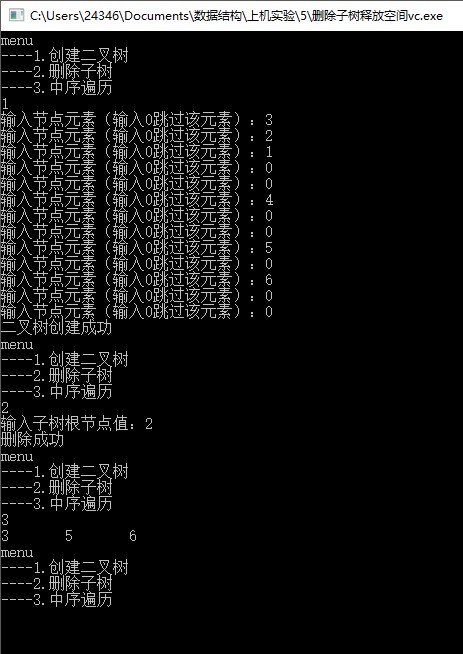 C:\Users\24346\Documents\数据结构\上机实验\5\删除子树释放空间vc.exe
menu
----1.创建二叉树
----2.删除子树
----3.中序遍历
1
输入节点元素（输入0跳过该元素）：3
输入节点元素（输入0跳过该元素）：2
输入节点元素（输入0跳过该元素）：1
输入节点元素（输入0跳过该元素）：0
输入节点元素（输入0跳过该元素）：0
输入节点元素（输入0跳过该元素）：4
输入节点元素（输入0跳过该元素）：0
输入节点元素（输入0跳过该元素）：0
输入节点元素（输入0跳过该元素）：5
输入节点元素（输入0跳过该元素）：0
输入节点元素（输入0跳过该元素）：6
输入节点元素（输入0跳过该元素）：0
输入节点元素（输入0跳过该元素）：0
二叉树创建成功
menu
----1.创建二叉树
----2.删除子树
----3.中序遍历
2
输入子树根节点值：2
删除成功
menu
----1.创建二叉树
----2.删除子树
----3.中序遍历
3
3 5 6
menu
----1.创建二叉树
----2.删除子树
----3.中序遍历